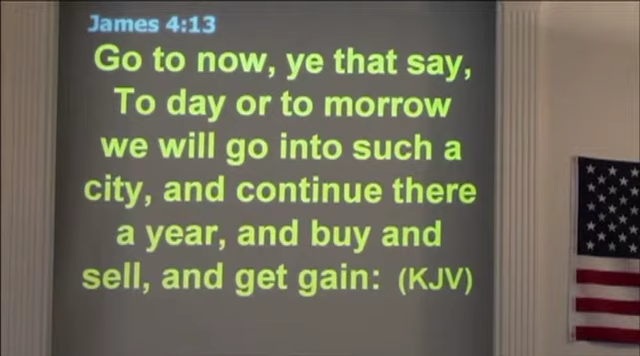 James 4:13
Go to now, ye that say,
To day or to morrow
we will go into such a
city, and continue there
a year, and buy and
sell, and get gain: (KJV)